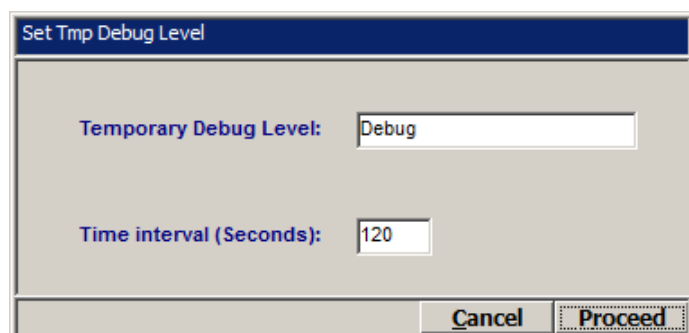 Set Tmp Debug Level
Temporary Debug Level: Debug
Time interval (Seconds): 120
Cancel Proceed